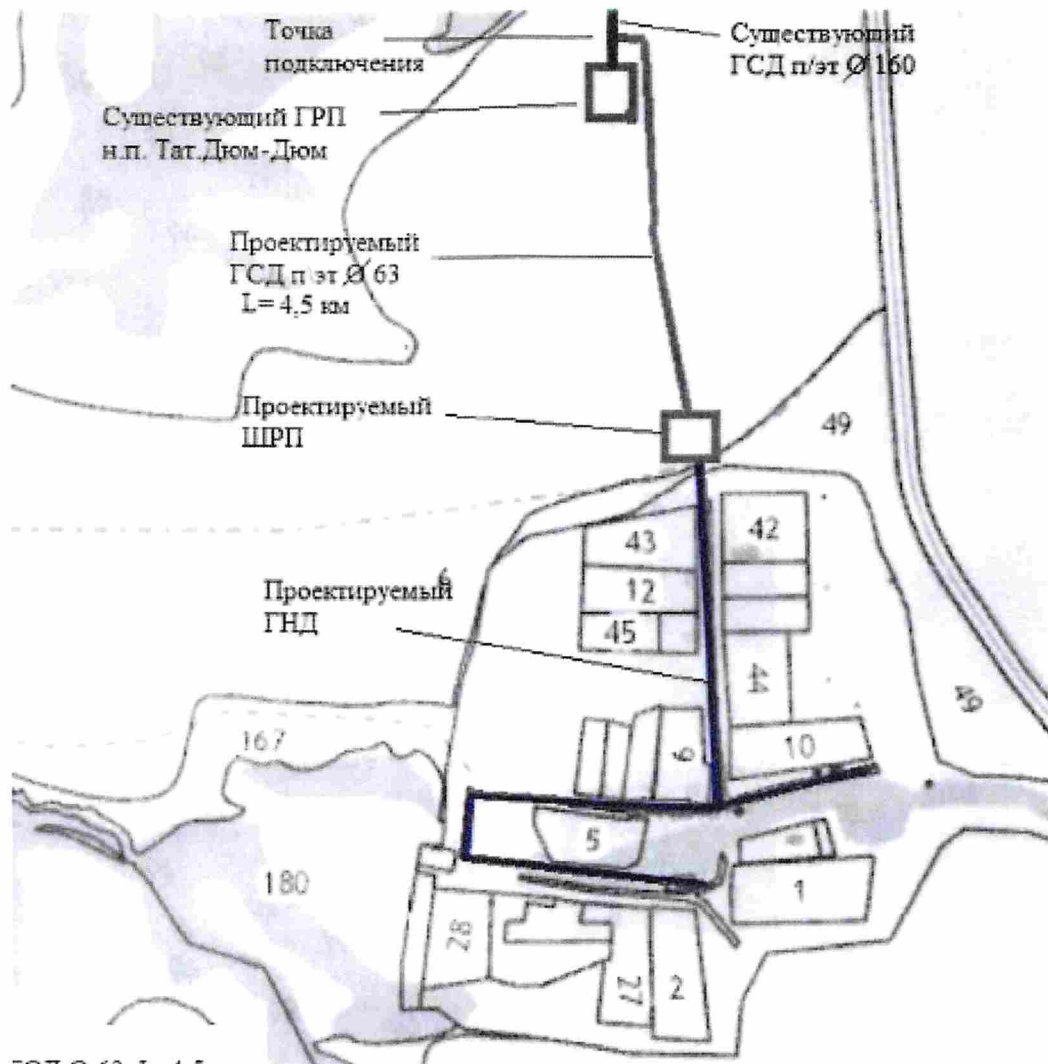 Точка
подключения
Существующий
ГСД п/эт Ø 160
Существующий ГРП
н.п. Тат.Дюм-Дюм
Проектируемый
ГСД п/эт Ø 63
L= 4,5 км
Проектируемый
ШРП
49
43
42
12
45
Проектируемый
ГНД
44
49
167
10
9
5
180
1
28
27
2